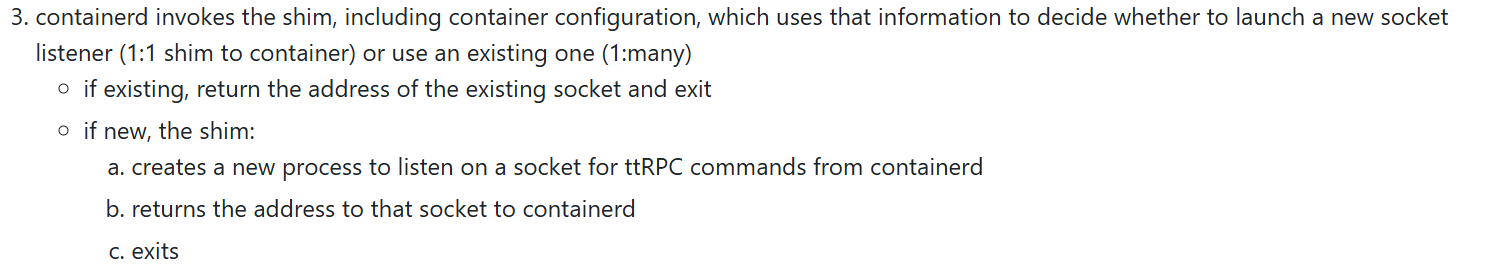 3. containerd invokes the shim, including container configuration, which uses that information to decide whether to launch a new socket
listener (1:1 shim to container) or use an existing one (1:many)
○ if existing, return the address of the existing socket and exit
○ if new, the shim:
a. creates a new process to listen on a socket for ttRPC commands from containerd
b. returns the address to that socket to containerd
c. exits